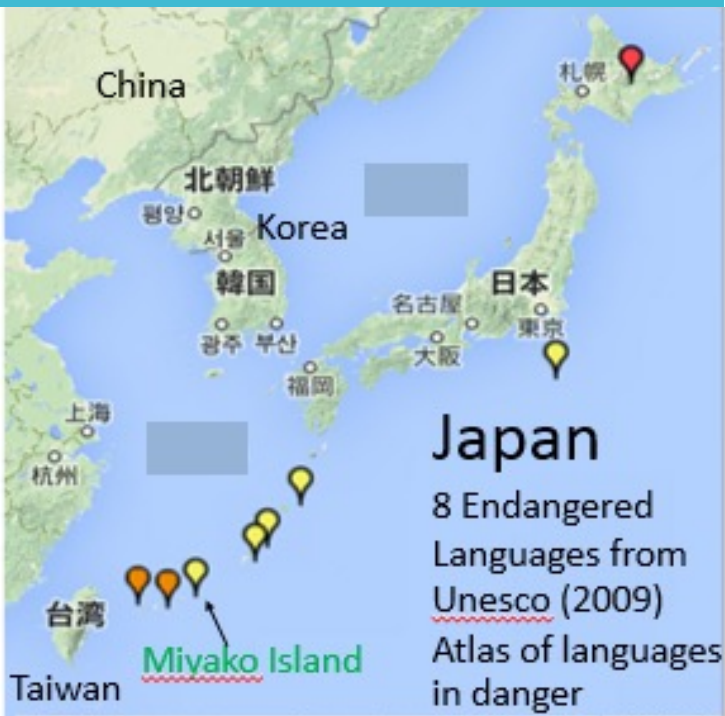 China
札幌
北朝鮮
평양
서울
Korea
韓国
日本
名古屋
광주
부산
東京
大阪
福岡
上海
杭州
Japan
8 Endangered
Languages from
Unesco (2009)
Atlas of languages
in danger
台湾
Miyako Island
Taiwan